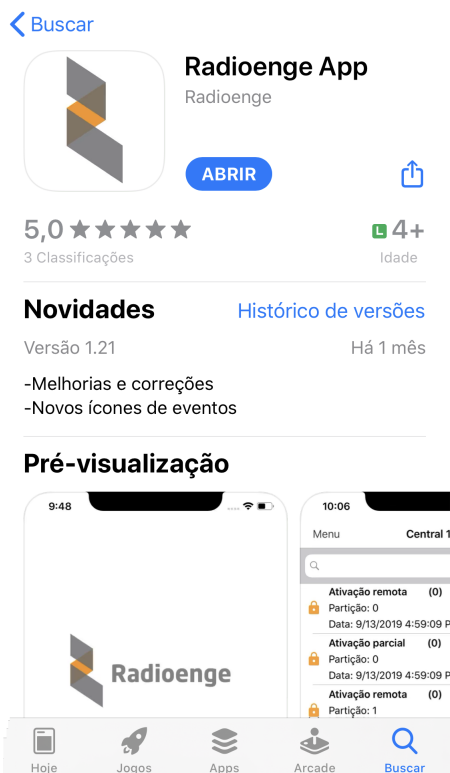 Buscar
Radioenge App
Radioenge
ABRIR
5,0
L 4+
3 Classificações
Idade
Novidades
Histórico de versões
Versão 1.21
Há 1 mês
-Melhorias e correções
-Novos ícones de eventos
Pré-visualização
9:48
Radioenge
10:06
Menu
Central 1
Ativação remota (0)
Partição: 0
Data: 9/13/2019 4:59:09 P
Ativação parcial (0)
Partição: 0
Data: 9/13/2019 4:59:09 P
Ativação remota (0)
Partição: 1
Hoje
Jogos
Apps
Arcade
Buscar